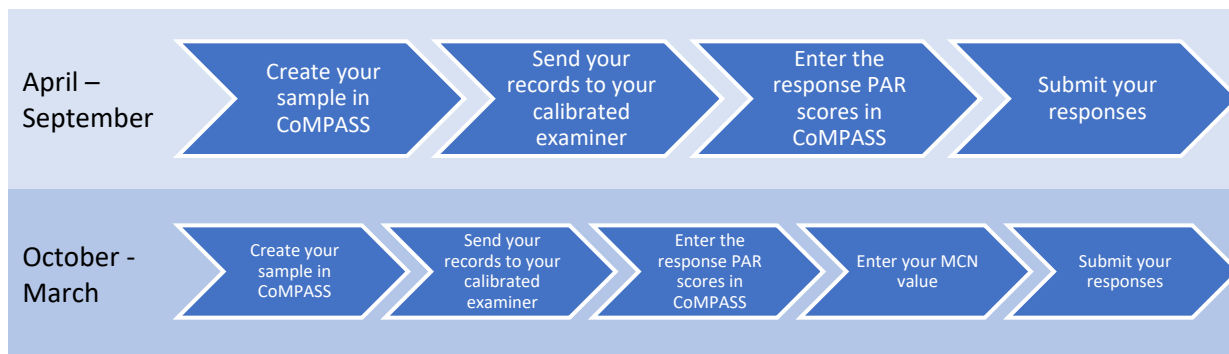 April –
September
Create your
sample in
CoMPASS
Send your
records to your
calibrated
examiner
Enter the
response PAR
scores in
CoMPASS
Submit your
responses
October -
March
Create your
sample in
CoMPASS
Send your
records to your
calibrated
examiner
Enter the
response PAR
scores in
CoMPASS
Enter your MCN
value
Submit your
responses